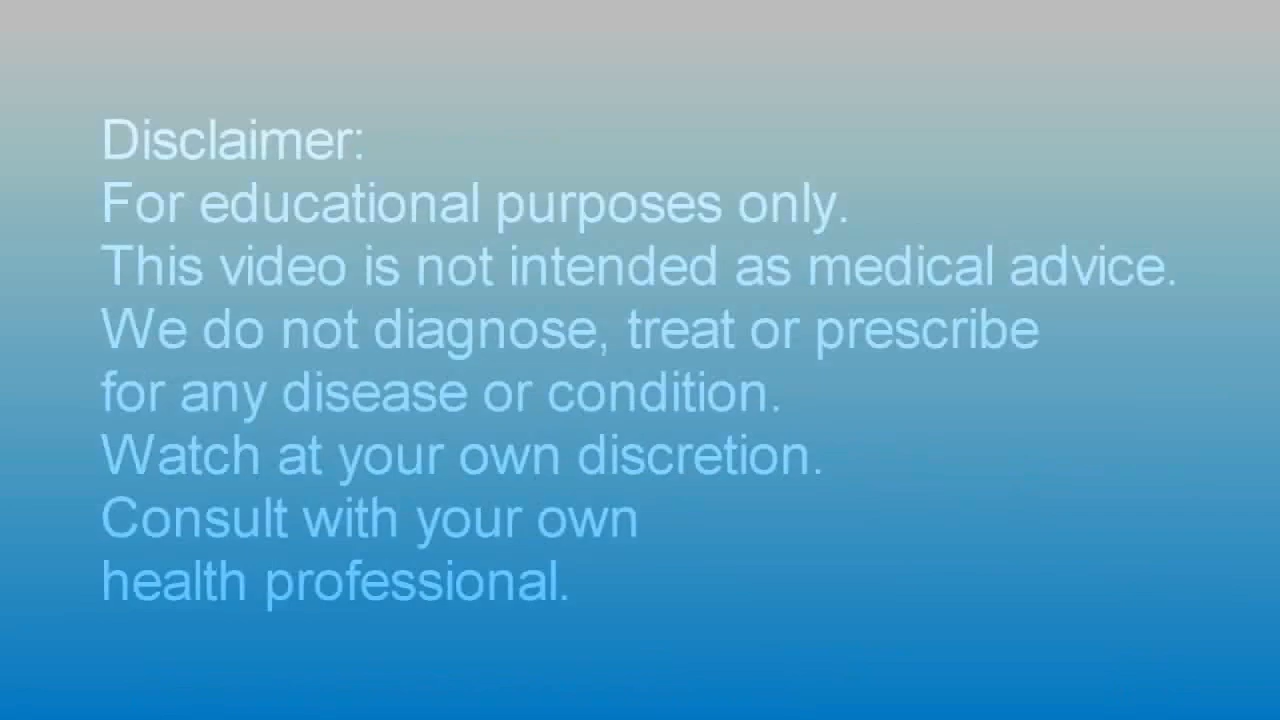 Disclaimer:
For educational purposes only.
This video is not intended as medical advice.
We do not diagnose, treat or prescribe
for any disease or condition.
Watch at your own discretion.
Consult with your own
health professional.